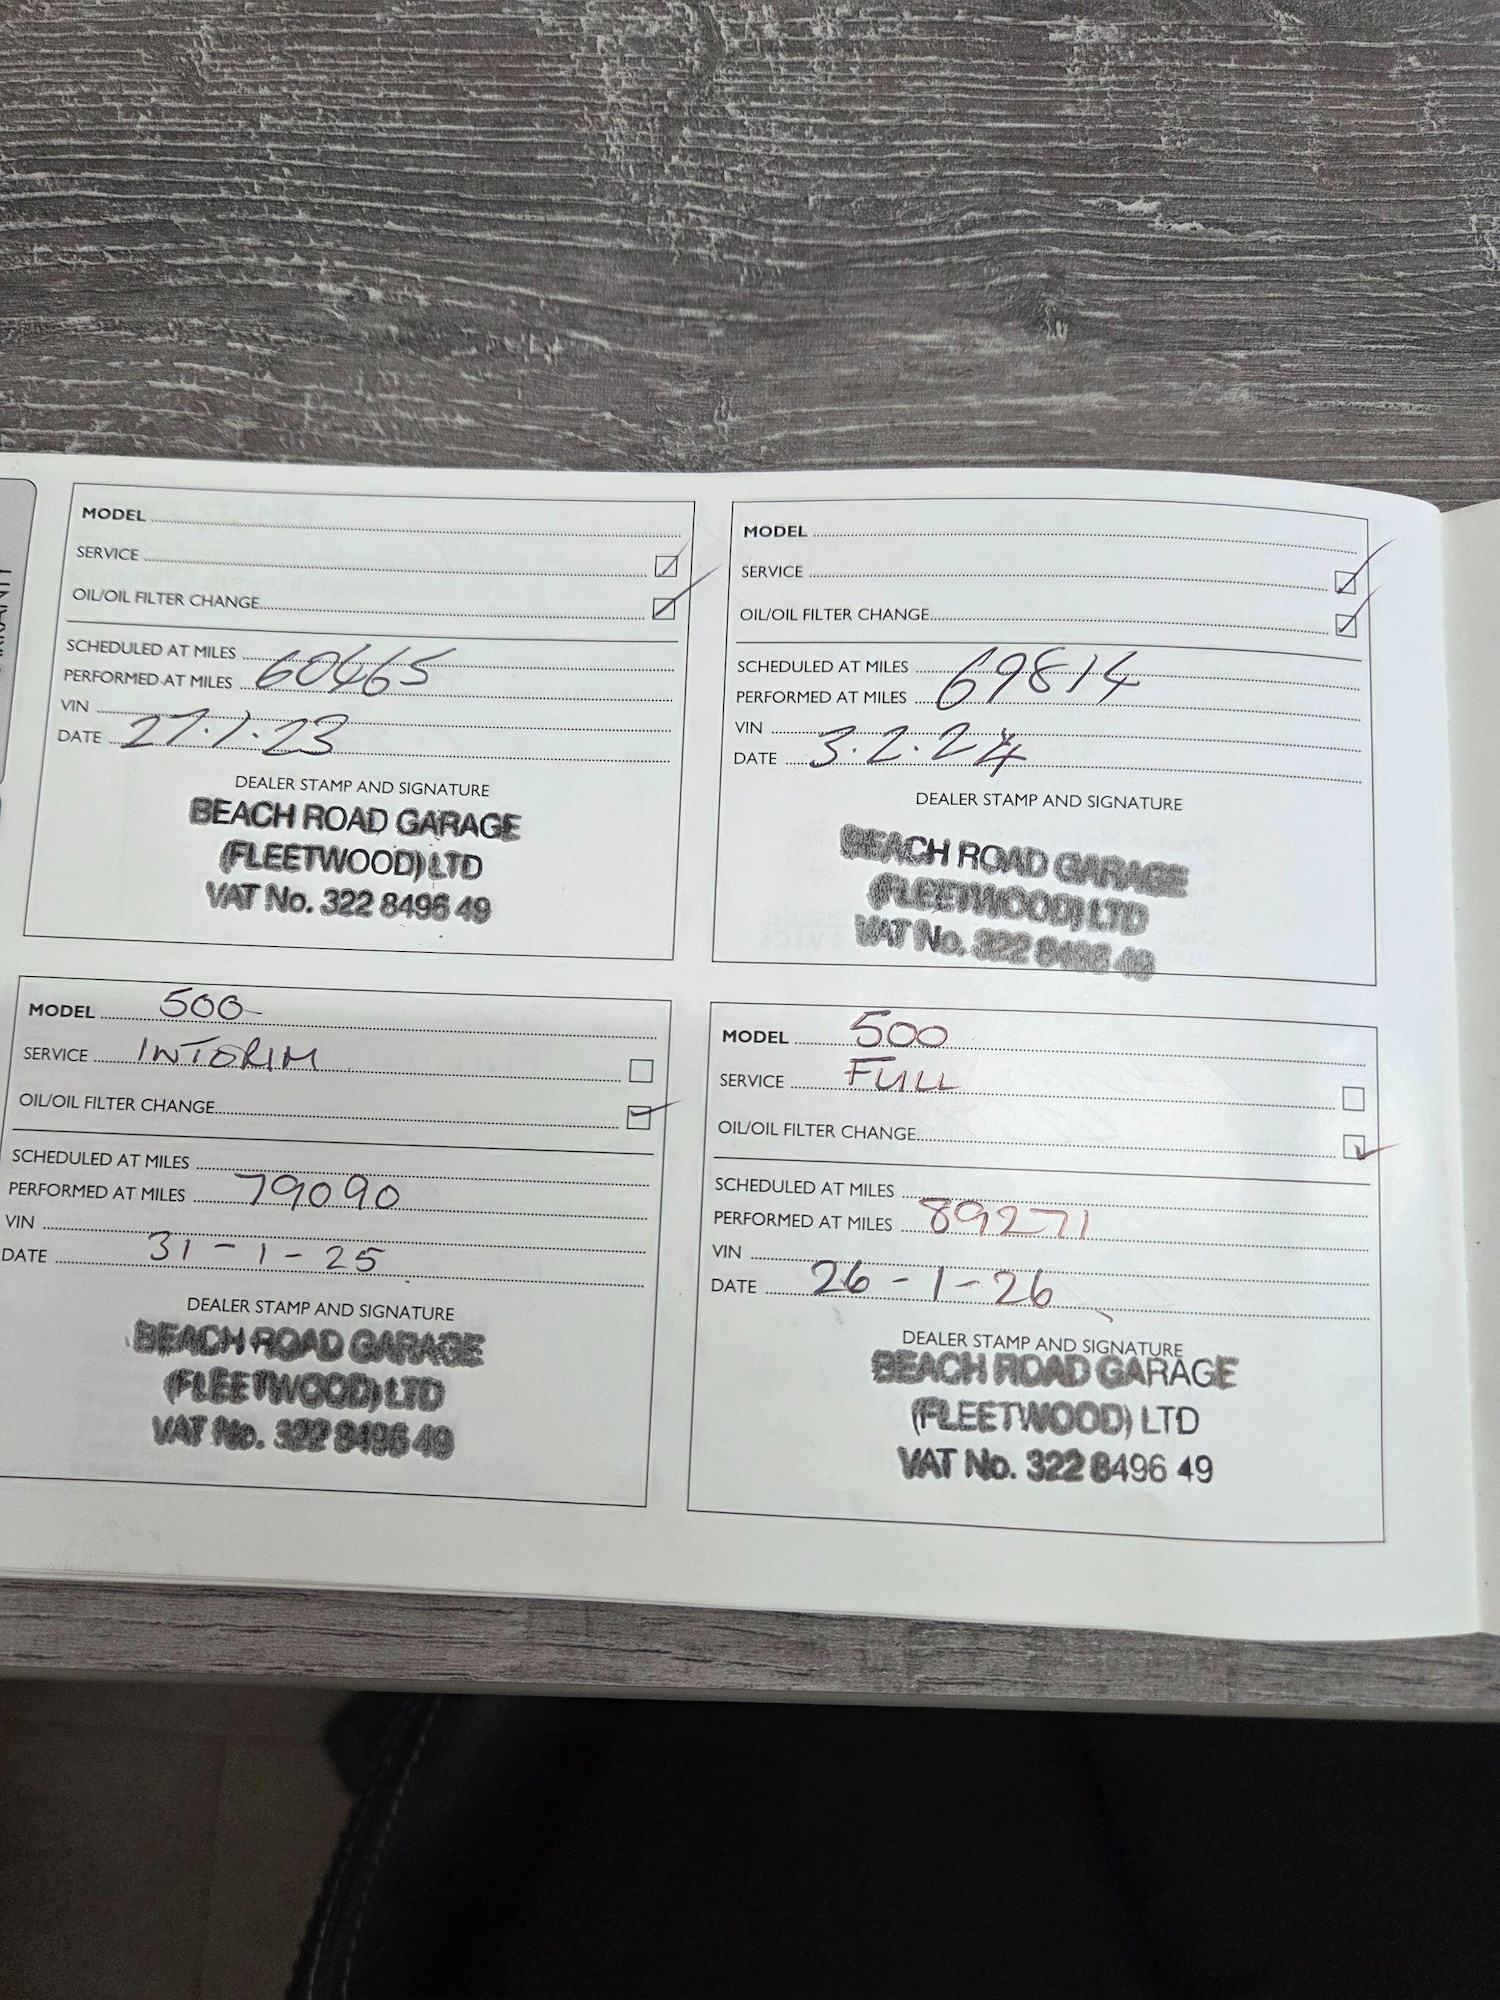 MODEL
SERVICE
OIL/OIL FILTER CHANGE
SCHEDULED AT MILES
PERFORMED AT MILES 60465
VIN
DATE 27.1.23
DEALER STAMP AND SIGNATURE
BEACH ROAD GARAGE
(FLEETWOOD) LTD
VAT No. 322 8496 49
MODEL
SERVICE
OIL/OIL FILTER CHANGE
SCHEDULED AT MILES
PERFORMED AT MILES 69814
VIN
DATE 3.2.24
DEALER STAMP AND SIGNATURE
BEACH ROAD GARAGE
(FLEETWOOD) LTD
VAT No. 322 8496 49
MODEL 500
SERVICE INTORIM
OIL/OIL FILTER CHANGE
SCHEDULED AT MILES
PERFORMED AT MILES 79090
VIN
DATE 31-1-25
DEALER STAMP AND SIGNATURE
BEACH ROAD GARAGE
(FLEETWOOD) LTD
VAT No. 322 8496 49
MODEL 500
SERVICE FULL
OIL/OIL FILTER CHANGE
SCHEDULED AT MILES
PERFORMED AT MILES 89271
VIN
DATE 26-1-26
DEALER STAMP AND SIGNATURE
BEACH ROAD GARAGE
(FLEETWOOD) LTD
VAT No. 322 8496 49